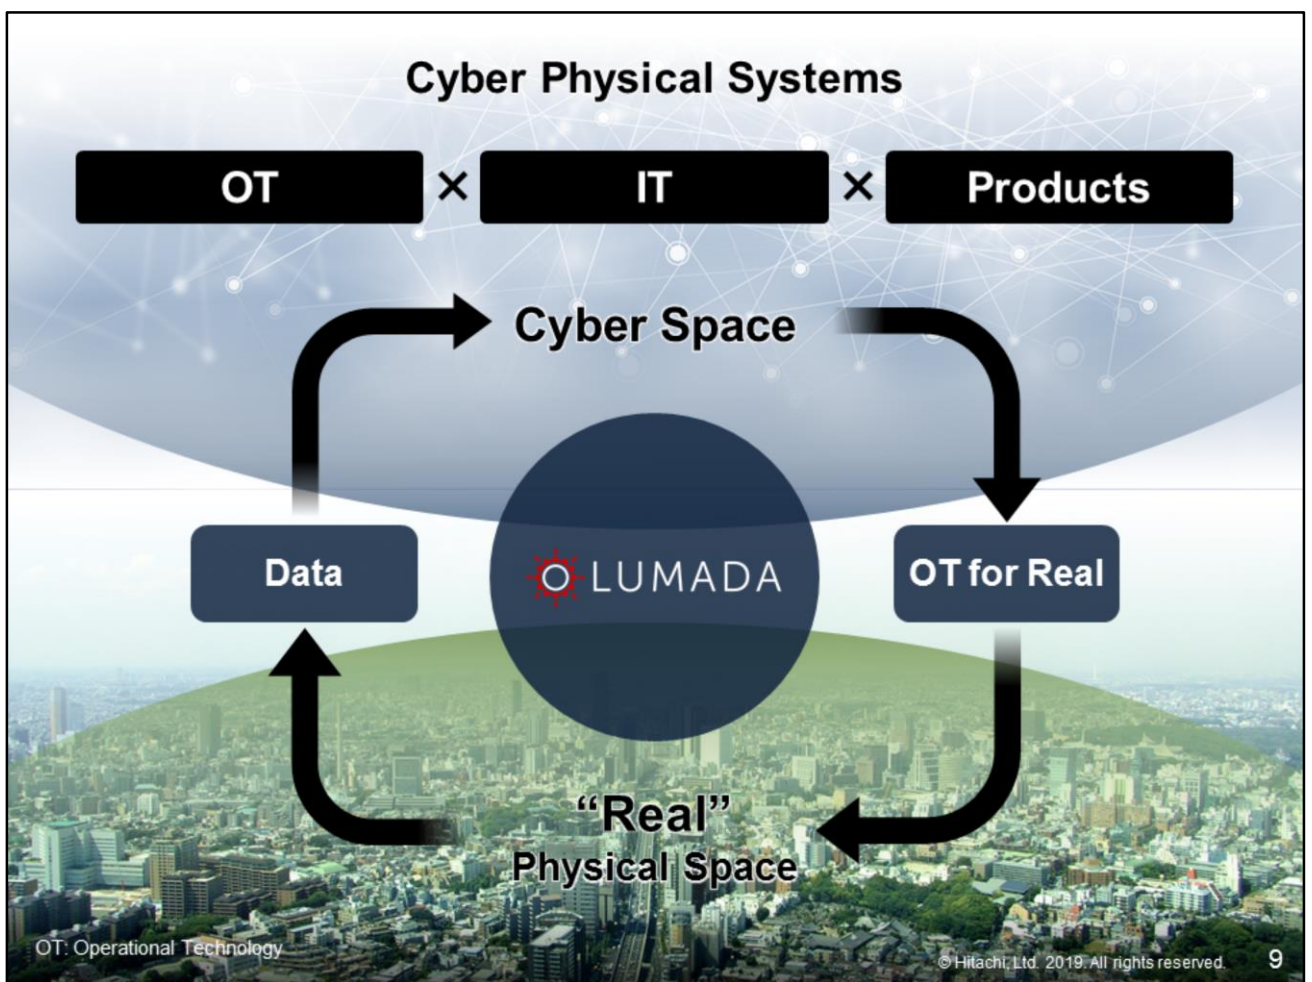 Cyber Physical Systems
OT × IT × Products
Cyber Space
Data
LUMADA
OT for Real
“Real”
Physical Space
OT: Operational Technology
© Hitachi, Ltd. 2019. All rights reserved.
9